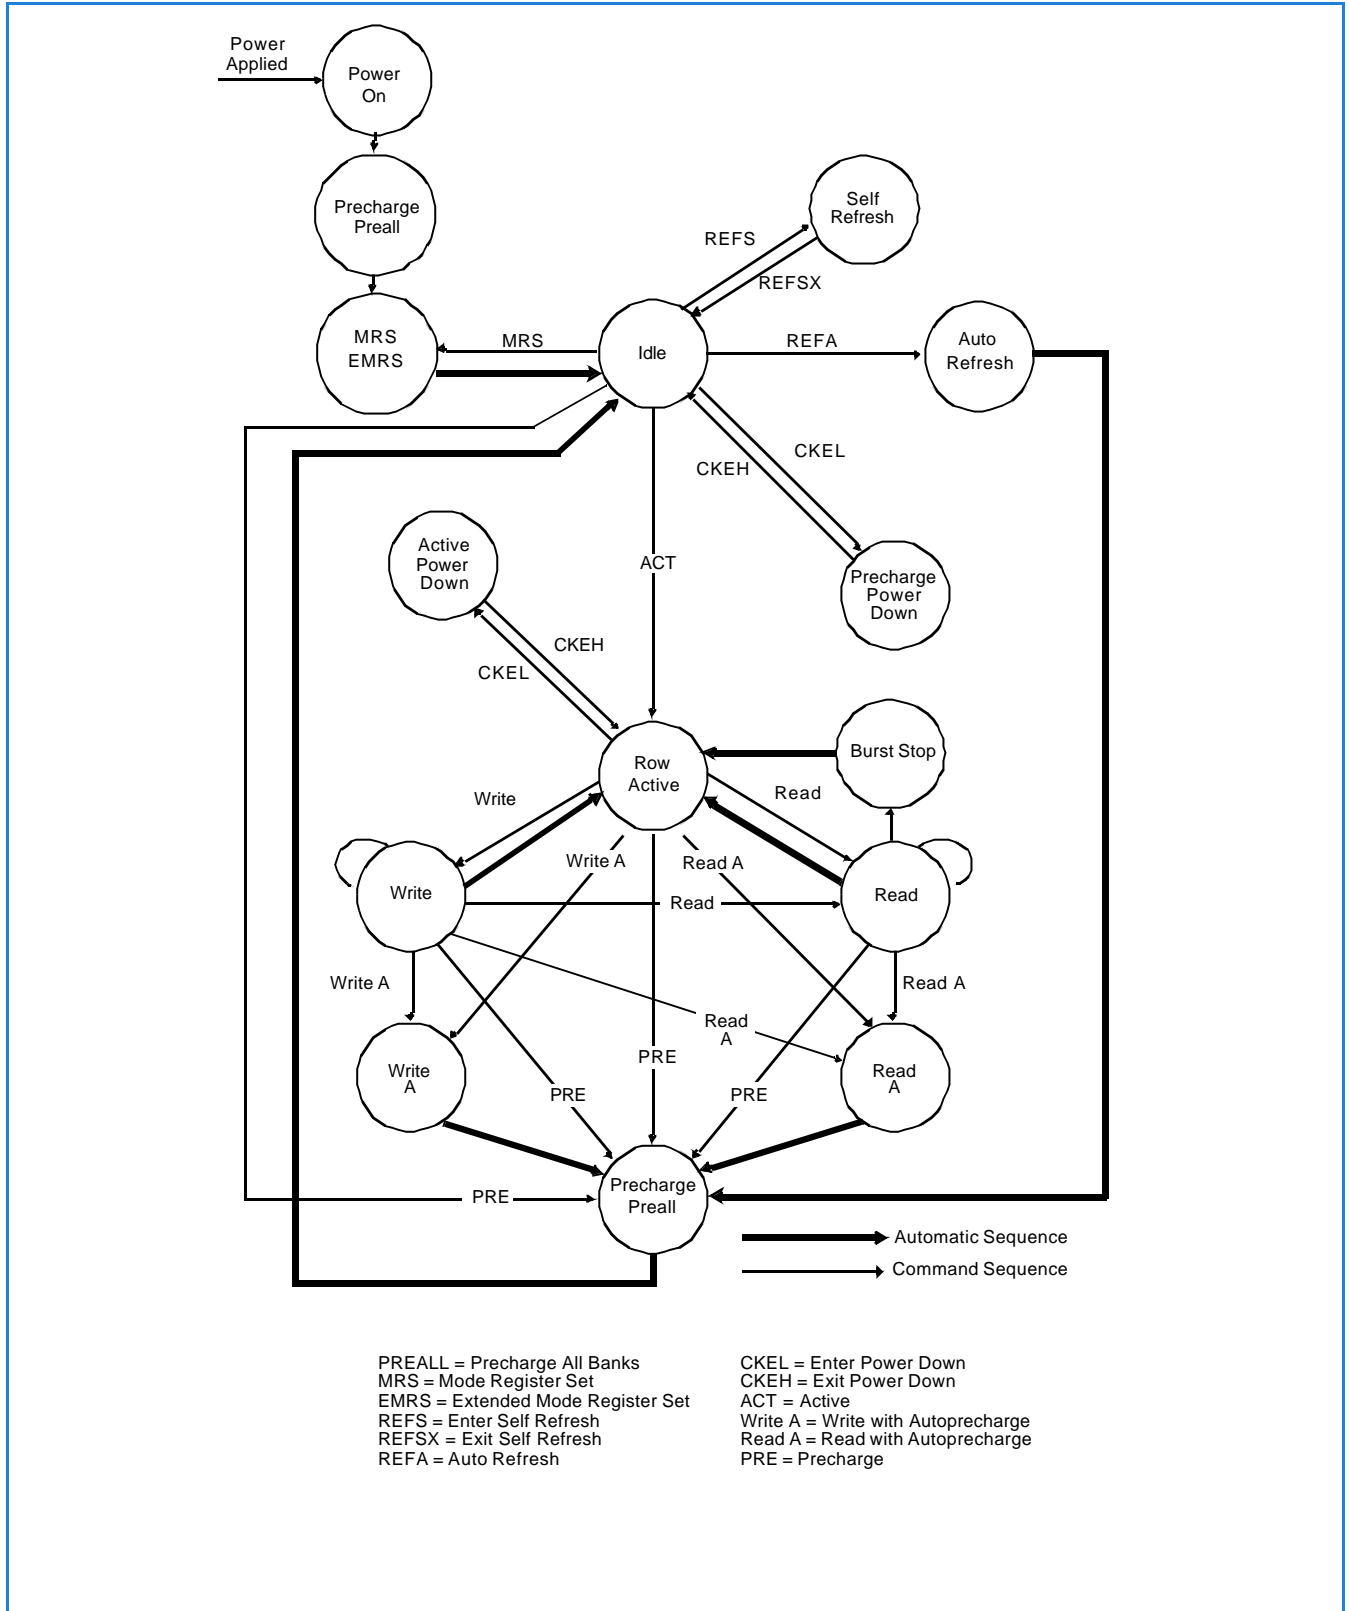 Power
Applied
Power
On
Precharge
Preall
Self
Refresh
REFS
REFSX
MRS
EMRS
MRS
Idle
REFA
Auto
Refresh
CKEL
CKEH
Active
Power
Down
ACT
Precharge
Power
Down
CKEH
CKEL
Burst Stop
Row
Active
Write
Read
Write A
Read A
Write
Read
Read
Write A
Read A
Read
A
PRE
Write
A
Read
A
PRE
PRE
Precharge
Preall
PRE
Automatic Sequence
Command Sequence
PREALL = Precharge All Banks
MRS = Mode Register Set
EMRS = Extended Mode Register Set
REFS = Enter Self Refresh
REFSX = Exit Self Refresh
REFA = Auto Refresh
CKEL = Enter Power Down
CKEH = Exit Power Down
ACT = Active
Write A = Write with Autoprecharge
Read A = Read with Autoprecharge
PRE = Precharge